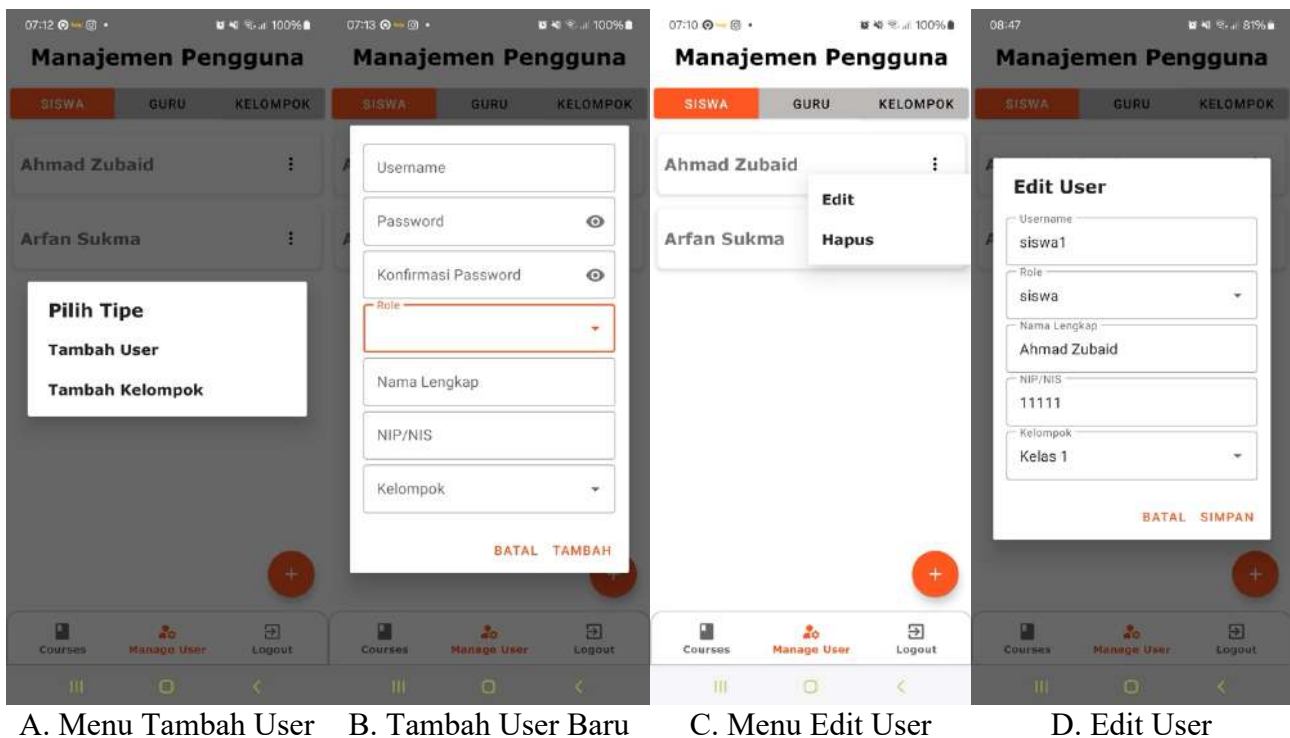 07:12 100%
Manajemen Pengguna
SISWA GURU KELOMPOK
Ahmad Zubaid
Arfan Sukma
Pilih Tipe
Tambah User
Tambah Kelompok
+
Courses Manage User Logout
A. Menu Tambah User
07:13 100%
Manajemen Pengguna
SISWA GURU KELOMPOK
Username
Password
Konfirmasi Password
Role
Nama Lengkap
NIP/NIS
Kelompok
BATAL TAMBAH
Courses Manage User Logout
B. Tambah User Baru
07:10 100%
Manajemen Pengguna
SISWA GURU KELOMPOK
Ahmad Zubaid
Edit
Arfan Sukma
Hapus
+
Courses Manage User Logout
C. Menu Edit User
08:47 81%
Manajemen Pengguna
SISWA GURU KELOMPOK
Edit User
Username
siswa1
Role
siswa
Nama Lengkap
Ahmad Zubaid
NIP/NIS
11111
Kelompok
Kelas 1
BATAL SIMPAN
+
Courses Manage User Logout
D. Edit User